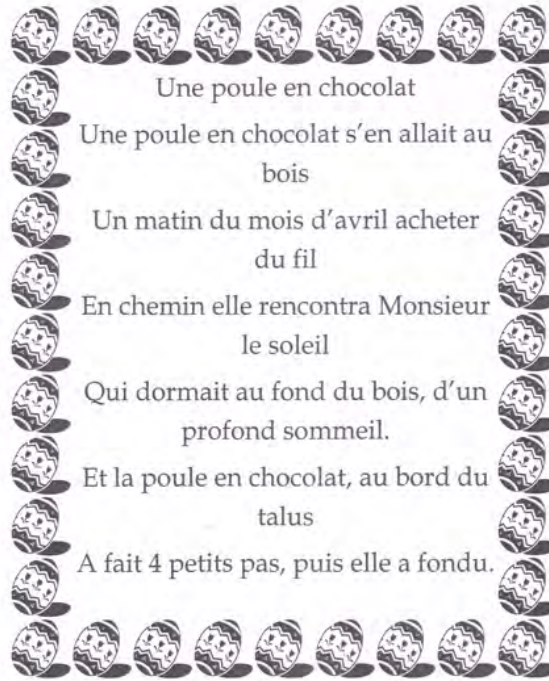 Une poule en chocolat
Une poule en chocolat s'en allait au
bois
Un matin du mois d'avril acheter
du fil
En chemin elle rencontra Monsieur
le soleil
Qui dormait au fond du bois, d'un
profond sommeil.
Et la poule en chocolat, au bord du
talus
A fait 4 petits pas, puis elle a fondu.